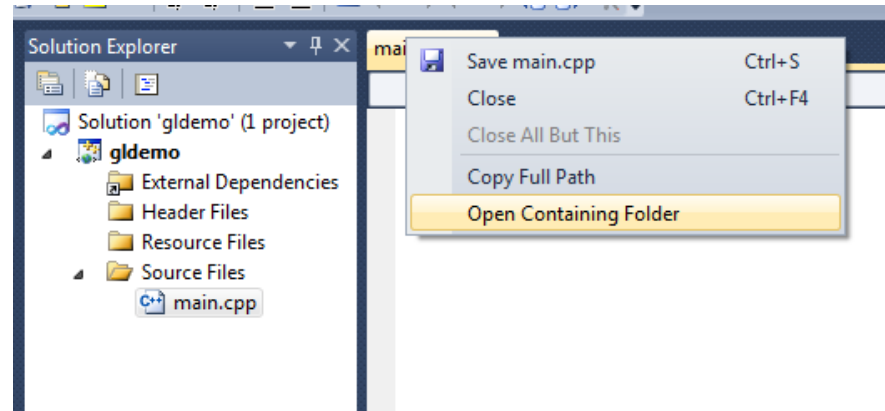 Solution Explorer
Solution 'gldemo' (1 project)
gldemo
External Dependencies
Header Files
Resource Files
Source Files
C++ main.cpp
mai
Save main.cpp Ctrl+S
Close Ctrl+F4
Close All But This
Copy Full Path
Open Containing Folder